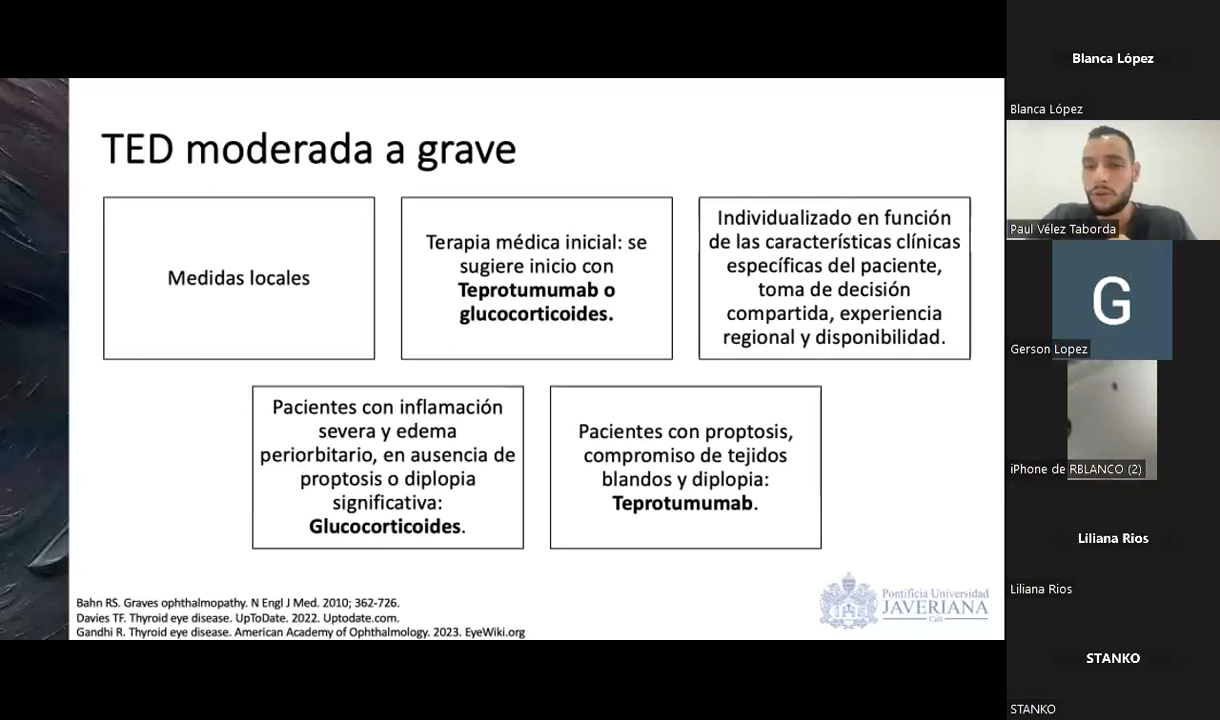 TED moderada a grave
Medidas locales
Terapia médica inicial: se
sugiere inicio con
Teprotumumab o
glucocorticoides.
Individualizado en función
de las características clínicas
específicas del paciente,
toma de decisión
compartida, experiencia
regional y disponibilidad.
Pacientes con inflamación
severa y edema
periorbitario, en ausencia de
proptosis o diplopia
significativa:
Glucocorticoides.
Pacientes con proptosis,
compromiso de tejidos
blandos y diplopia:
Teprotumumab.
Bahn RS. Graves ophthalmopathy. N Engl J Med. 2010; 362-726.
Davies TF. Thyroid eye disease. UpToDate. 2022. Uptodate.com.
Gandhi R. Thyroid eye disease. American Academy of Ophthalmology. 2023. EyeWiki.org
Pontificia Universidad
JAVERIANA
Cali
Blanca López
Blanca López
Paul Vélez Taborda
G
Gerson Lopez
iPhone de RBLANCO (2)
Liliana Rios
Liliana Rios
STANKO
STANKO